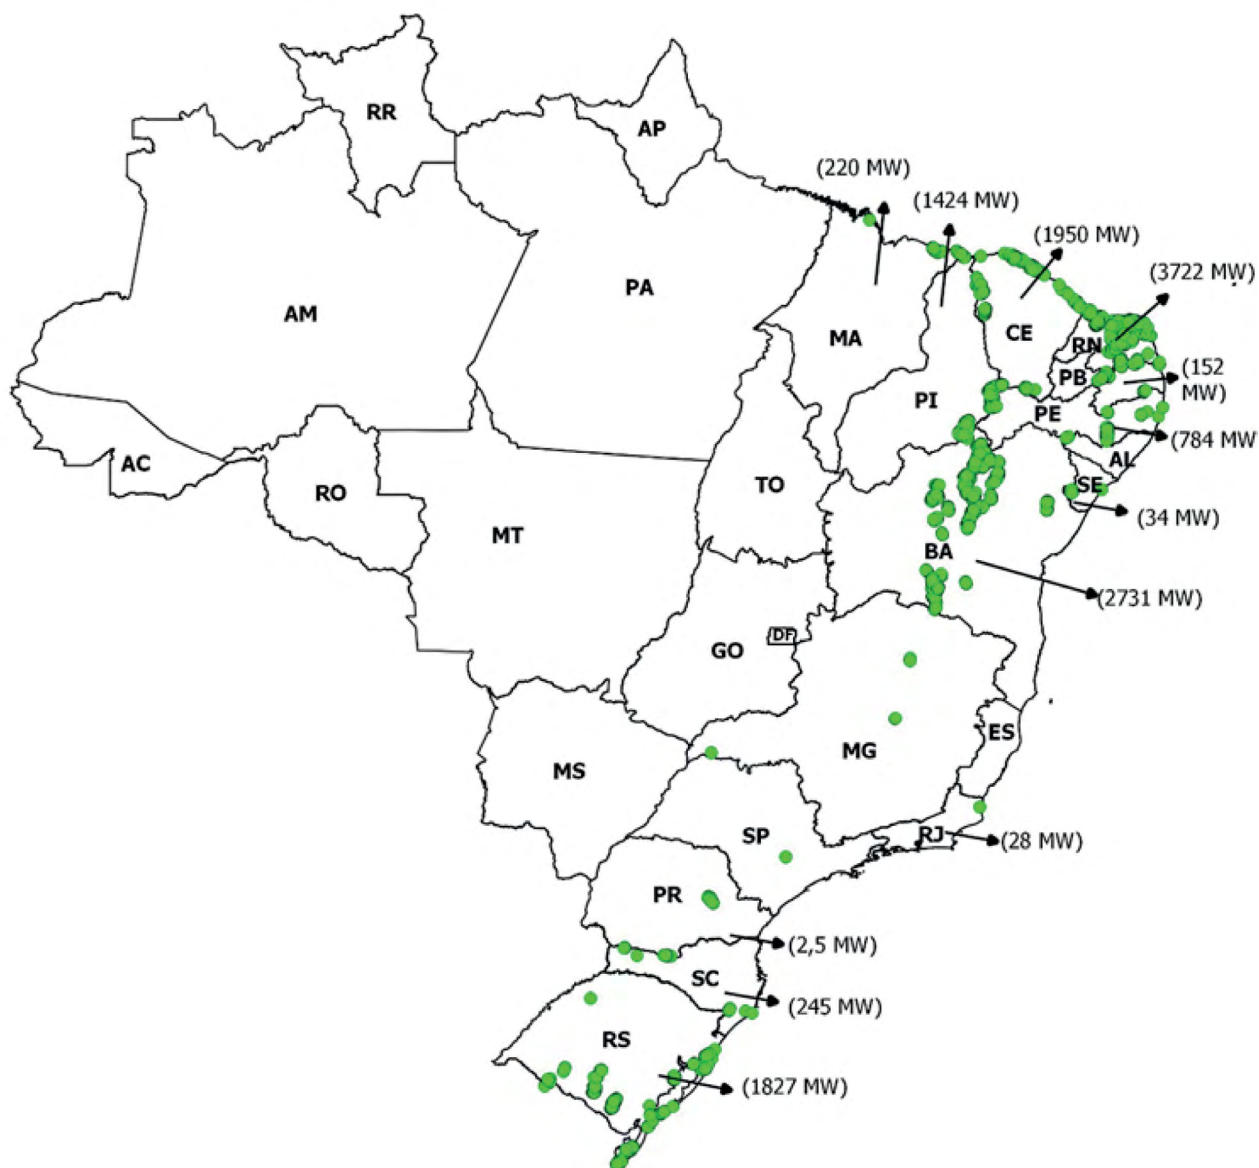 RR
AP
(220 MW)
(1424 MW)
(1950 MW)
(3722 MW)
PA
AM
MA
CE
RN
PB
(152
MW)
PI
PE
(784 MW
AL
AC
RO
TO
SE
(34 MW)
MT
BA
(2731 MW)
DF
GO
ES
MG
MS
SP
RJ
(28 MW)
PR
(2,5 MW)
SC
(245 MW)
RS
(1827 MW)